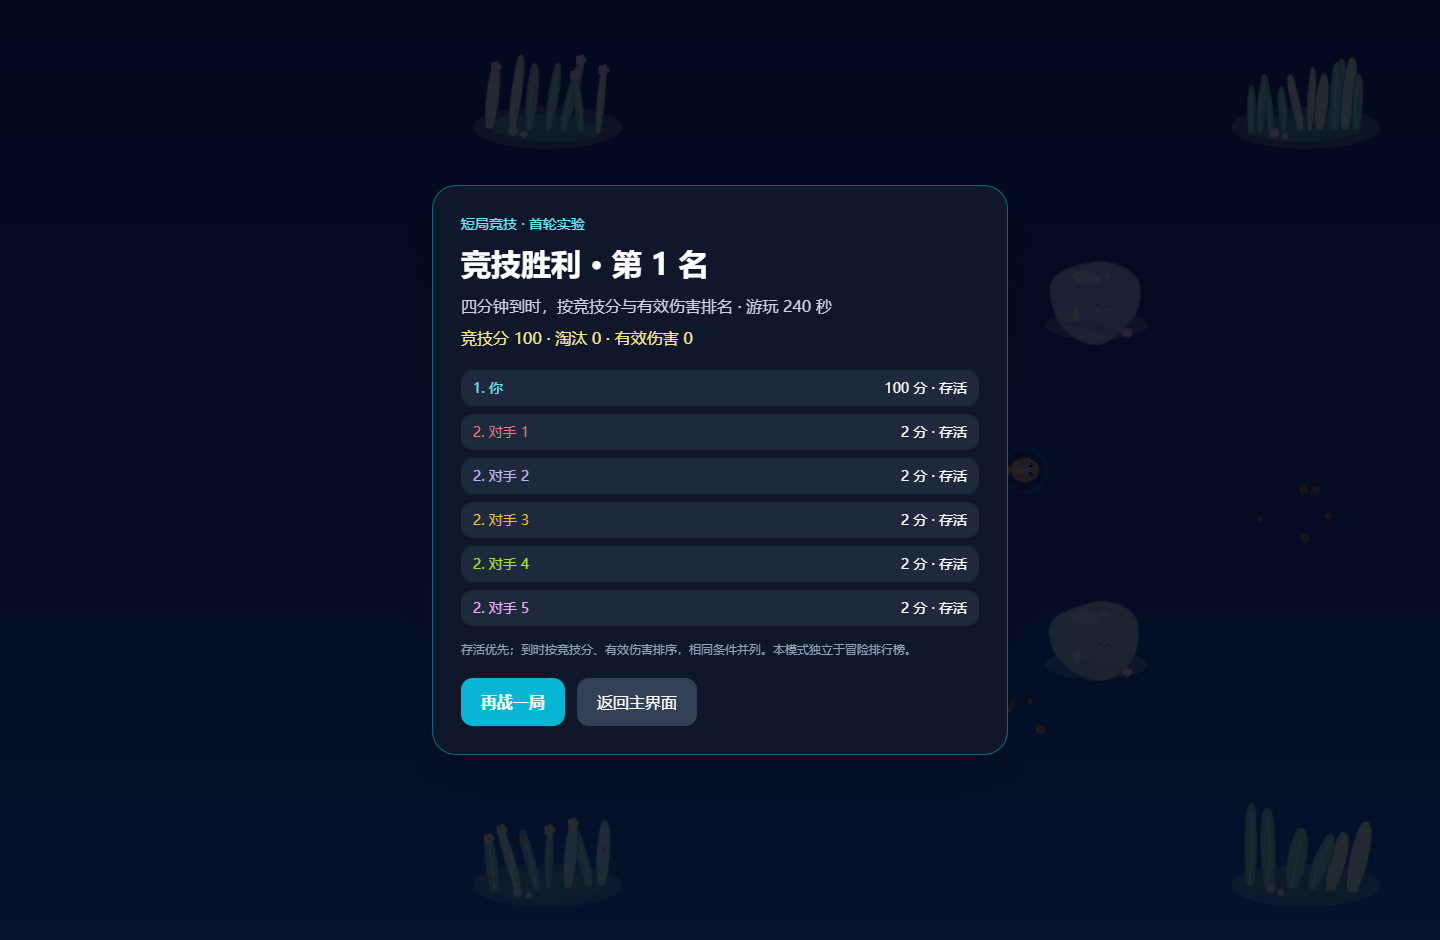 短局竞技 · 首轮实验
竞技胜利 • 第 1 名
四分钟到时，按竞技分与有效伤害排名 · 游玩 240 秒
竞技分 100 · 淘汰 0 · 有效伤害 0
1. 你 100 分 · 存活
2. 对手 1 2 分 · 存活
2. 对手 2 2 分 · 存活
2. 对手 3 2 分 · 存活
2. 对手 4 2 分 · 存活
2. 对手 5 2 分 · 存活
存活优先；到时按竞技分、有效伤害排序，相同条件并列。本模式独立于冒险排行榜。
再战一局 返回主界面